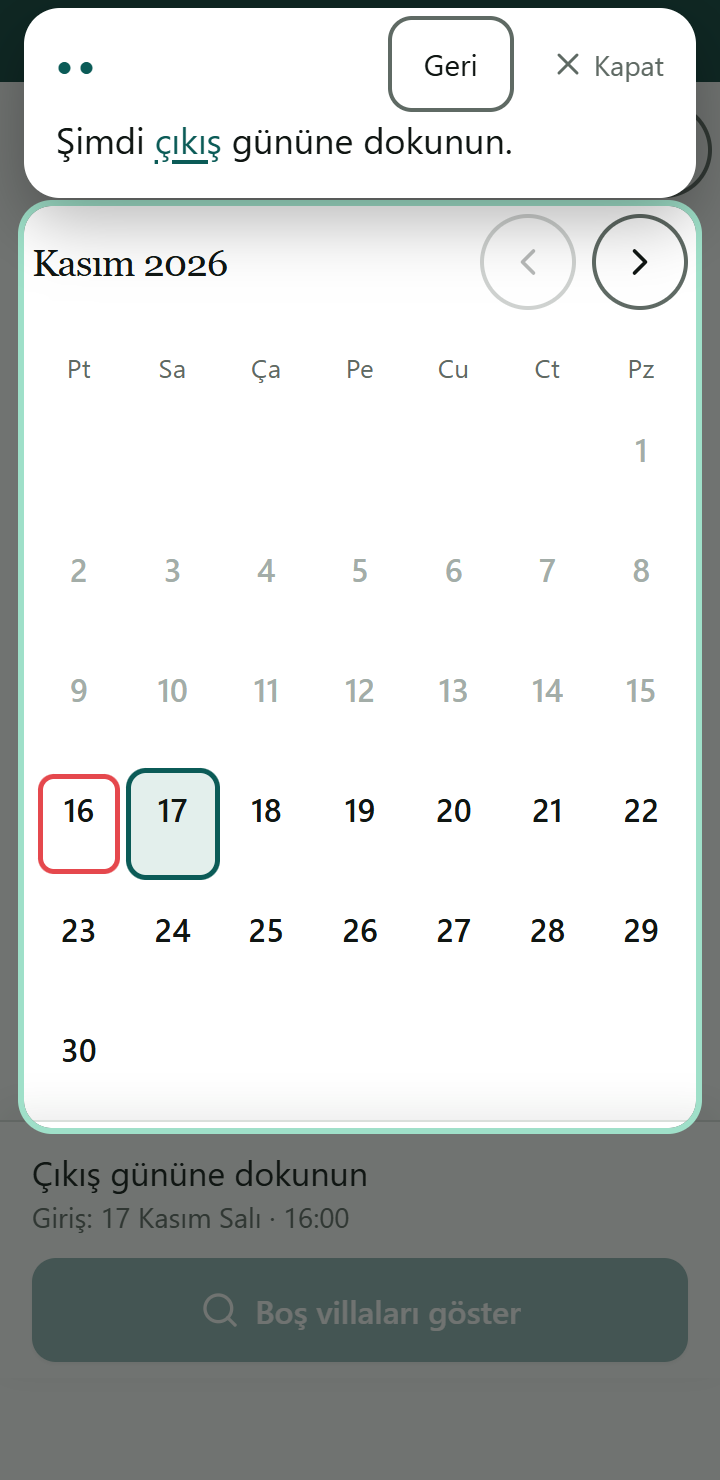 Geri
Kapat
Şimdi çıkış gününe dokunun.
Kasım 2026
Pt Sa Ça Pe Cu Ct Pz
1
2 3 4 5 6 7 8
9 10 11 12 13 14 15
16 17 18 19 20 21 22
23 24 25 26 27 28 29
30
Çıkış gününe dokunun
Giriş: 17 Kasım Salı · 16:00
Boş villaları göster